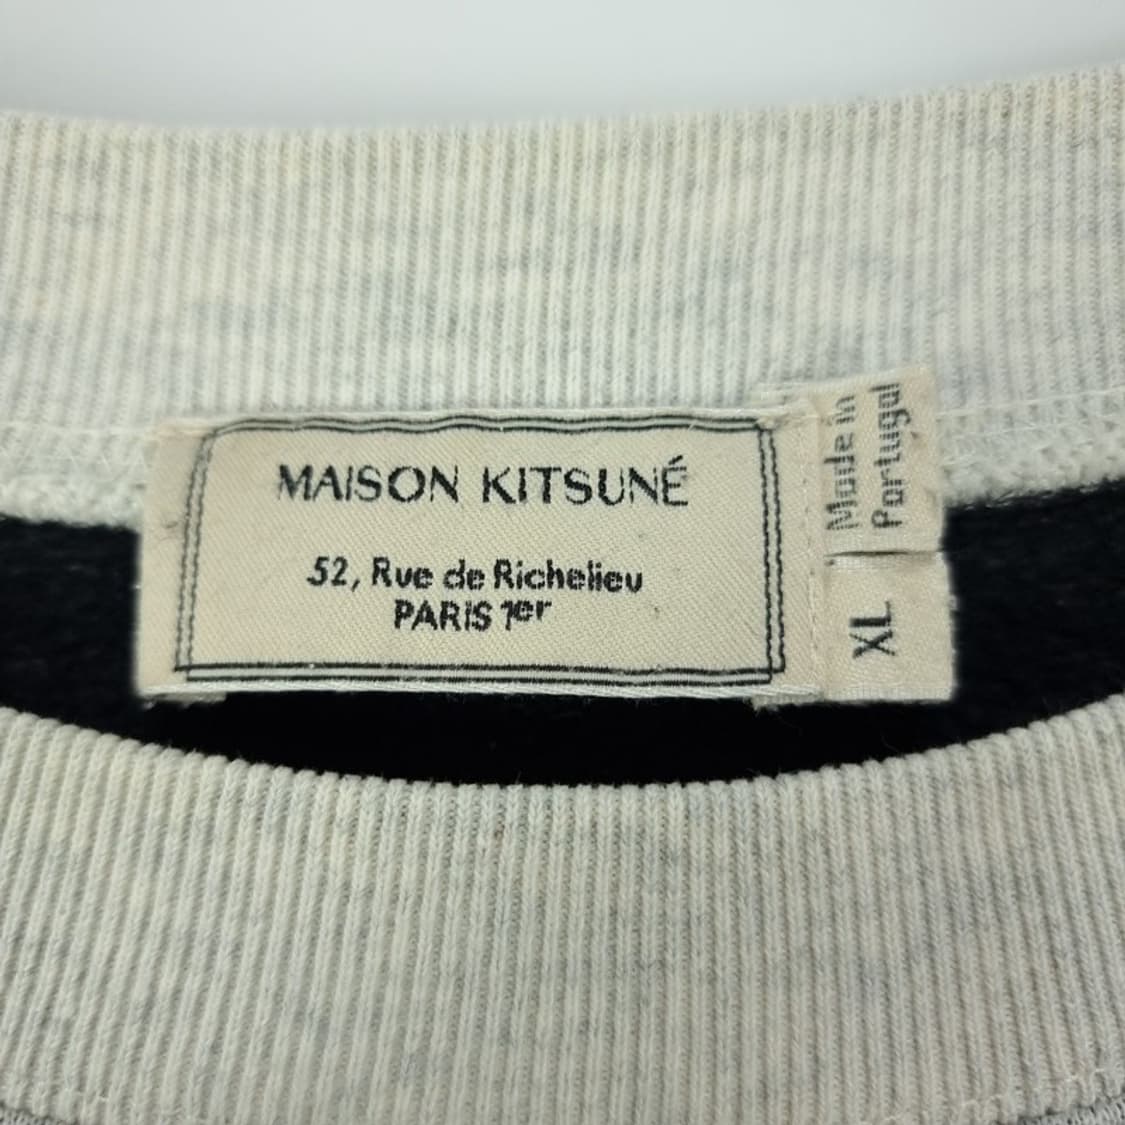 MAISON KITSUNÉ
52, Rue de Richelieu
PARIS 1er
Made in
Portugal
XL